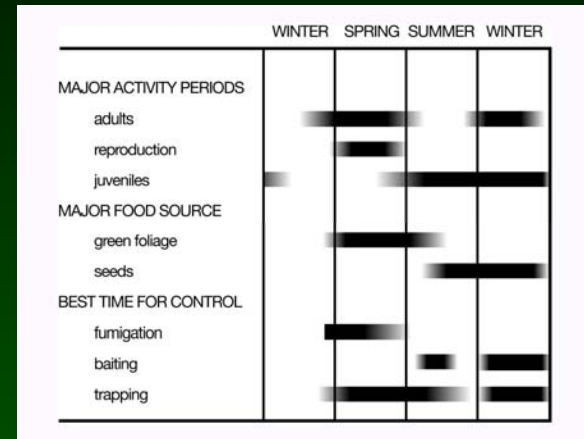 WINTER SPRING SUMMER WINTER
MAJOR ACTIVITY PERIODS
adults
reproduction
juveniles
MAJOR FOOD SOURCE
green foliage
seeds
BEST TIME FOR CONTROL
fumigation
baiting
trapping